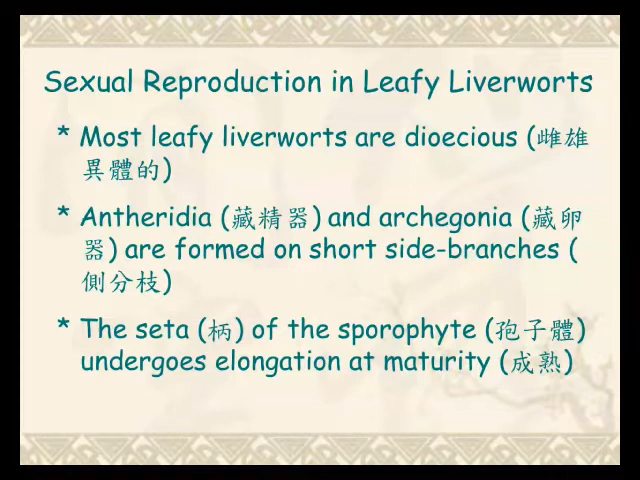 Sexual Reproduction in Leafy Liverworts
* Most leafy liverworts are dioecious (雌雄
異體的)
* Antheridia (藏精器) and archegonia (藏卵
器) are formed on short side-branches (
側分枝)
* The seta (柄) of the sporophyte (孢子體)
undergoes elongation at maturity (成熟)